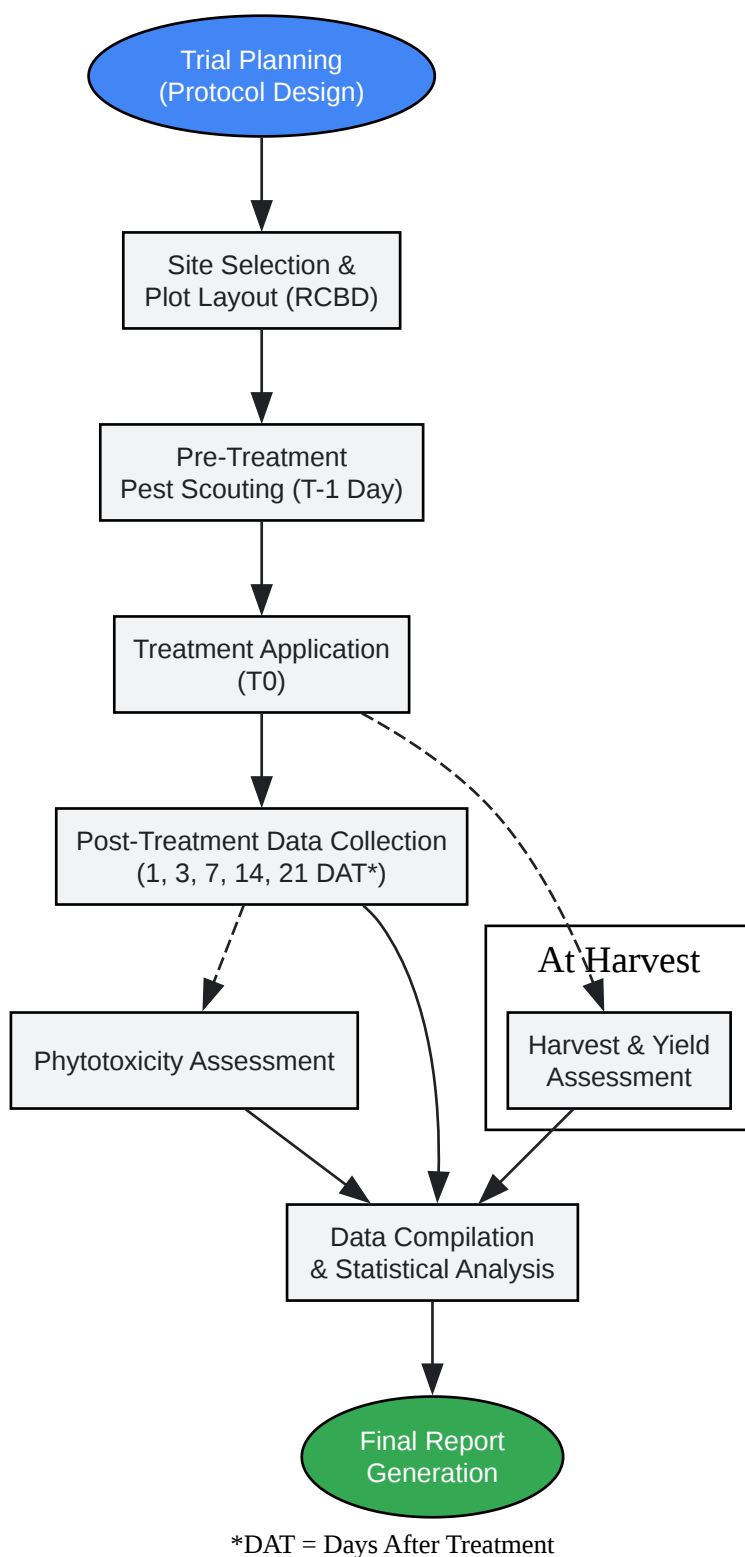 Trial Planning
(Protocol Design)
Site Selection &
Plot Layout (RCBD)
Pre-Treatment
Pest Scouting (T-1 Day)
Treatment Application
(T0)
Post-Treatment Data Collection
(1, 3, 7, 14, 21 DAT*)
At Harvest
Phytotoxicity Assessment
Harvest & Yield
Assessment
Data Compilation
& Statistical Analysis
Final Report
Generation
*DAT = Days After Treatment